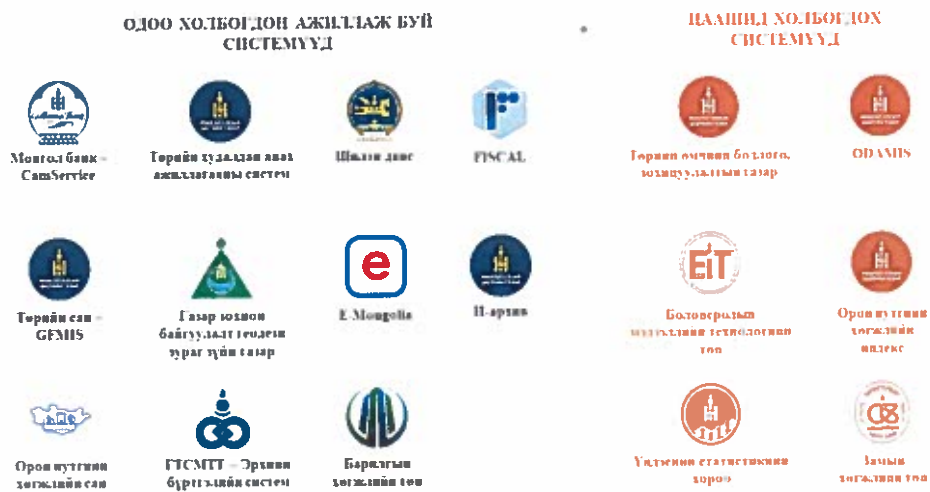 ОДОО ХОЛБОГДОН АЖИЛЛАЖ БУЙ
СИСТЕМҮҮД
ЦААШИД ХОЛБОГДОХ
СИСТЕМҮҮД
Монгол банк –
CamService
Төрийн худалдан авах
ажиллагааны систем
Шилэн данс
FISCAL
Төрийн өмчийн бодлого,
зохицуулалтын газар
ODAMIS
Төрийн сан –
GFMIS
Газар зохион
байгуулалт геодези
зураг зүйн газар
e
E-Mongolia
П-архив
EIT
Боловсролын
мэдээллийн технологийн
төв
Орон нутгийн
хөгжлийн
индекс
Орон нутгийн
хөгжлийн сан
ГТСМТТ – Эрхийн
бүртгэлийн систем
Барилгын
хөгжлийн төв
Үндэсний статистикийн
хороо
Замын
хөгжлийн төв